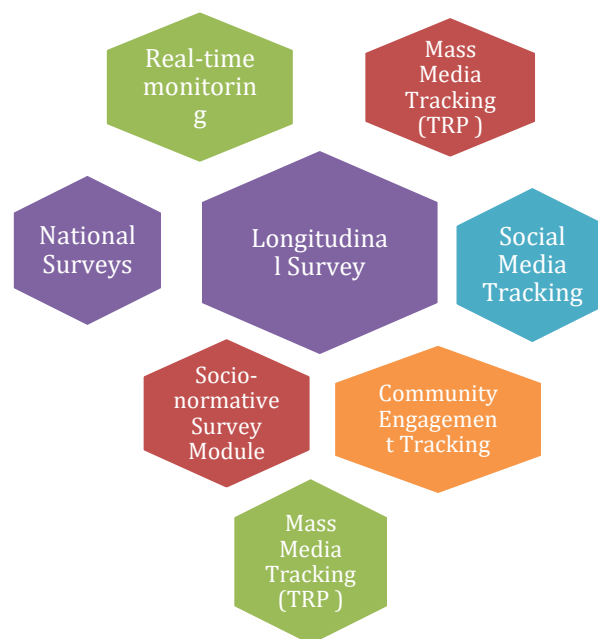 Real-time
monitorin
g
Mass
Media
Tracking
(TRP )
National
Surveys
Longitudina
l Survey
Social
Media
Tracking
Socio-
normative
Survey
Module
Community
Engagemen
t Tracking
Mass
Media
Tracking
(TRP )